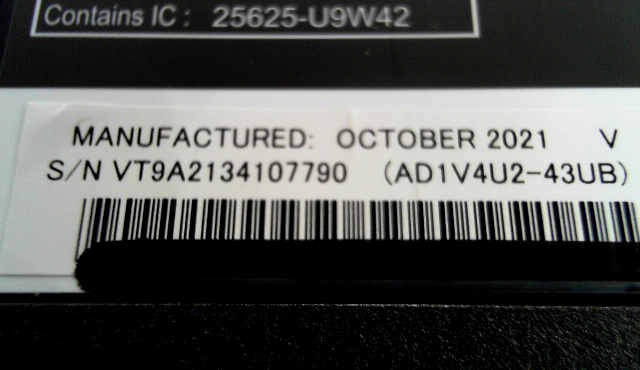 Contains IC : 25625-U9W42
MANUFACTURED: OCTOBER 2021 V
S/N VT9A2134107790 (AD1V4U2-43UB)